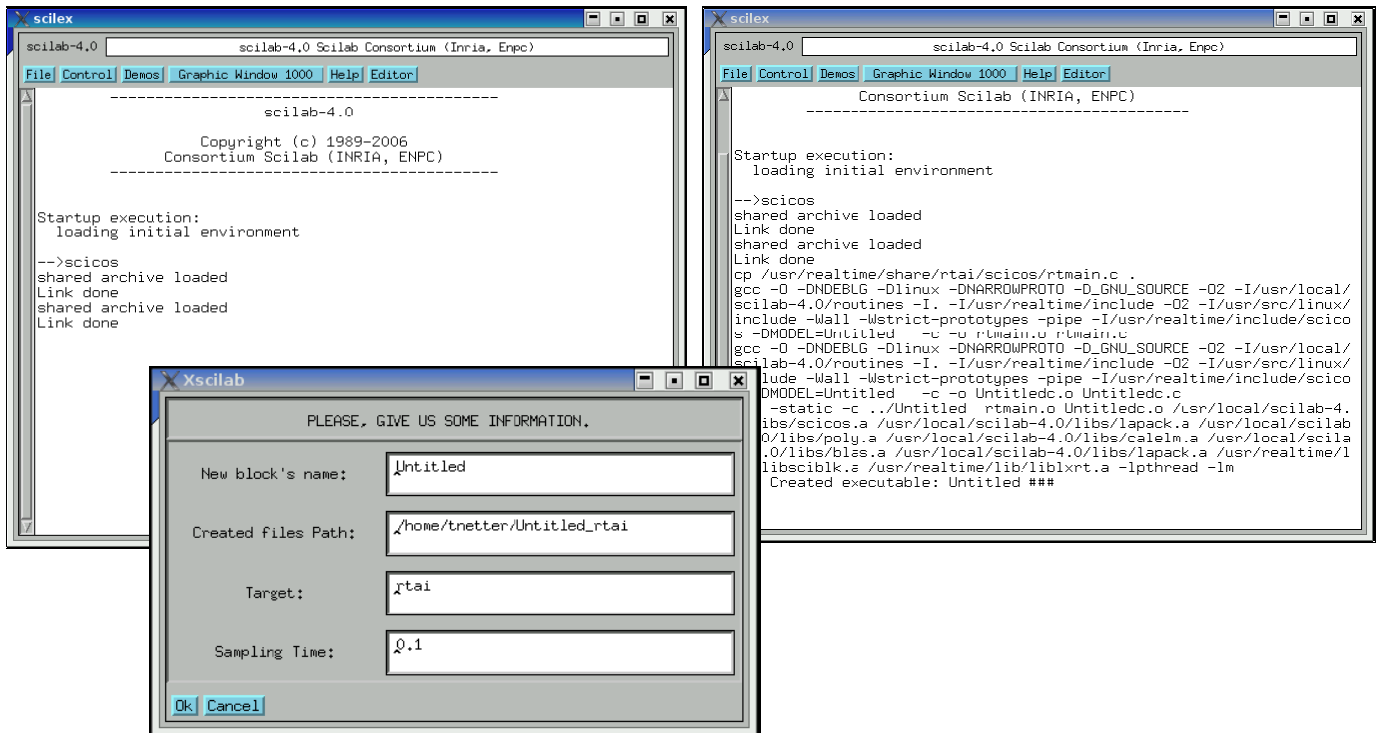 scilex
scilab-4.0 scilab-4.0 Scilab Consortium (Inria, Enpc)
File Control Demos Graphic Window 1000 Help Editor
------------------------------------------
scilab-4.0
Copyright (c) 1989-2006
Consortium Scilab (INRIA, ENPC)
------------------------------------------
Startup execution:
loading initial environment
-->scicos
shared archive loaded
Link done
shared archive loaded
Link done
scilex
scilab-4.0 scilab-4.0 Scilab Consortium (Inria, Enpc)
File Control Demos Graphic Window 1000 Help Editor
Consortium Scilab (INRIA, ENPC)
------------------------------------------
Startup execution:
loading initial environment
-->scicos
shared archive loaded
Link done
shared archive loaded
Link done
cp /usr/realtime/share/rtai/scicos/rtmain.c .
gcc -O -DNDEBLG -Dlinux -DNARROWPROTO -D_GNU_SOURCE -O2 -I/usr/local/
scilab-4.0/routines -I. -I/usr/realtime/include -O2 -I/usr/src/linux/
include -Wall -Wstrict-prototypes -pipe -I/usr/realtime/include/scico
s -DMODEL=Untitled -c -o rtmain.o rtmain.c
gcc -O -DNDEBLG -Dlinux -DNARROWPROTO -D_GNU_SOURCE -O2 -I/usr/local/
scilab-4.0/routines -I. -I/usr/realtime/include -O2 -I/usr/src/linux/
lude -Wall -Wstrict-prototypes -pipe -I/usr/realtime/include/scico
DMODEL=Untitled -c -o Untitledc.o Untitledc.c
-static -c ../Untitled rtmain.o Untitledc.o /usr/local/scilab-4.
ibs/scicos.a /usr/local/scilab-4.0/libs/lapack.a /usr/local/scilab
0/libs/poly.a /usr/local/scilab-4.0/libs/calelm.a /usr/local/scila
.0/libs/blas.a /usr/local/scilab-4.0/libs/lapack.a /usr/realtime/l
libsciblk.a /usr/realtime/lib/liblxrt.a -lpthread -lm
Created executable: Untitled ###
Xscilab
PLEASE, GIVE US SOME INFORMATION.
New block's name: Untitled
Created files Path: /home/tnetter/Untitled_rtai
Target: rtai
Sampling Time: 0.1
Ok Cancel